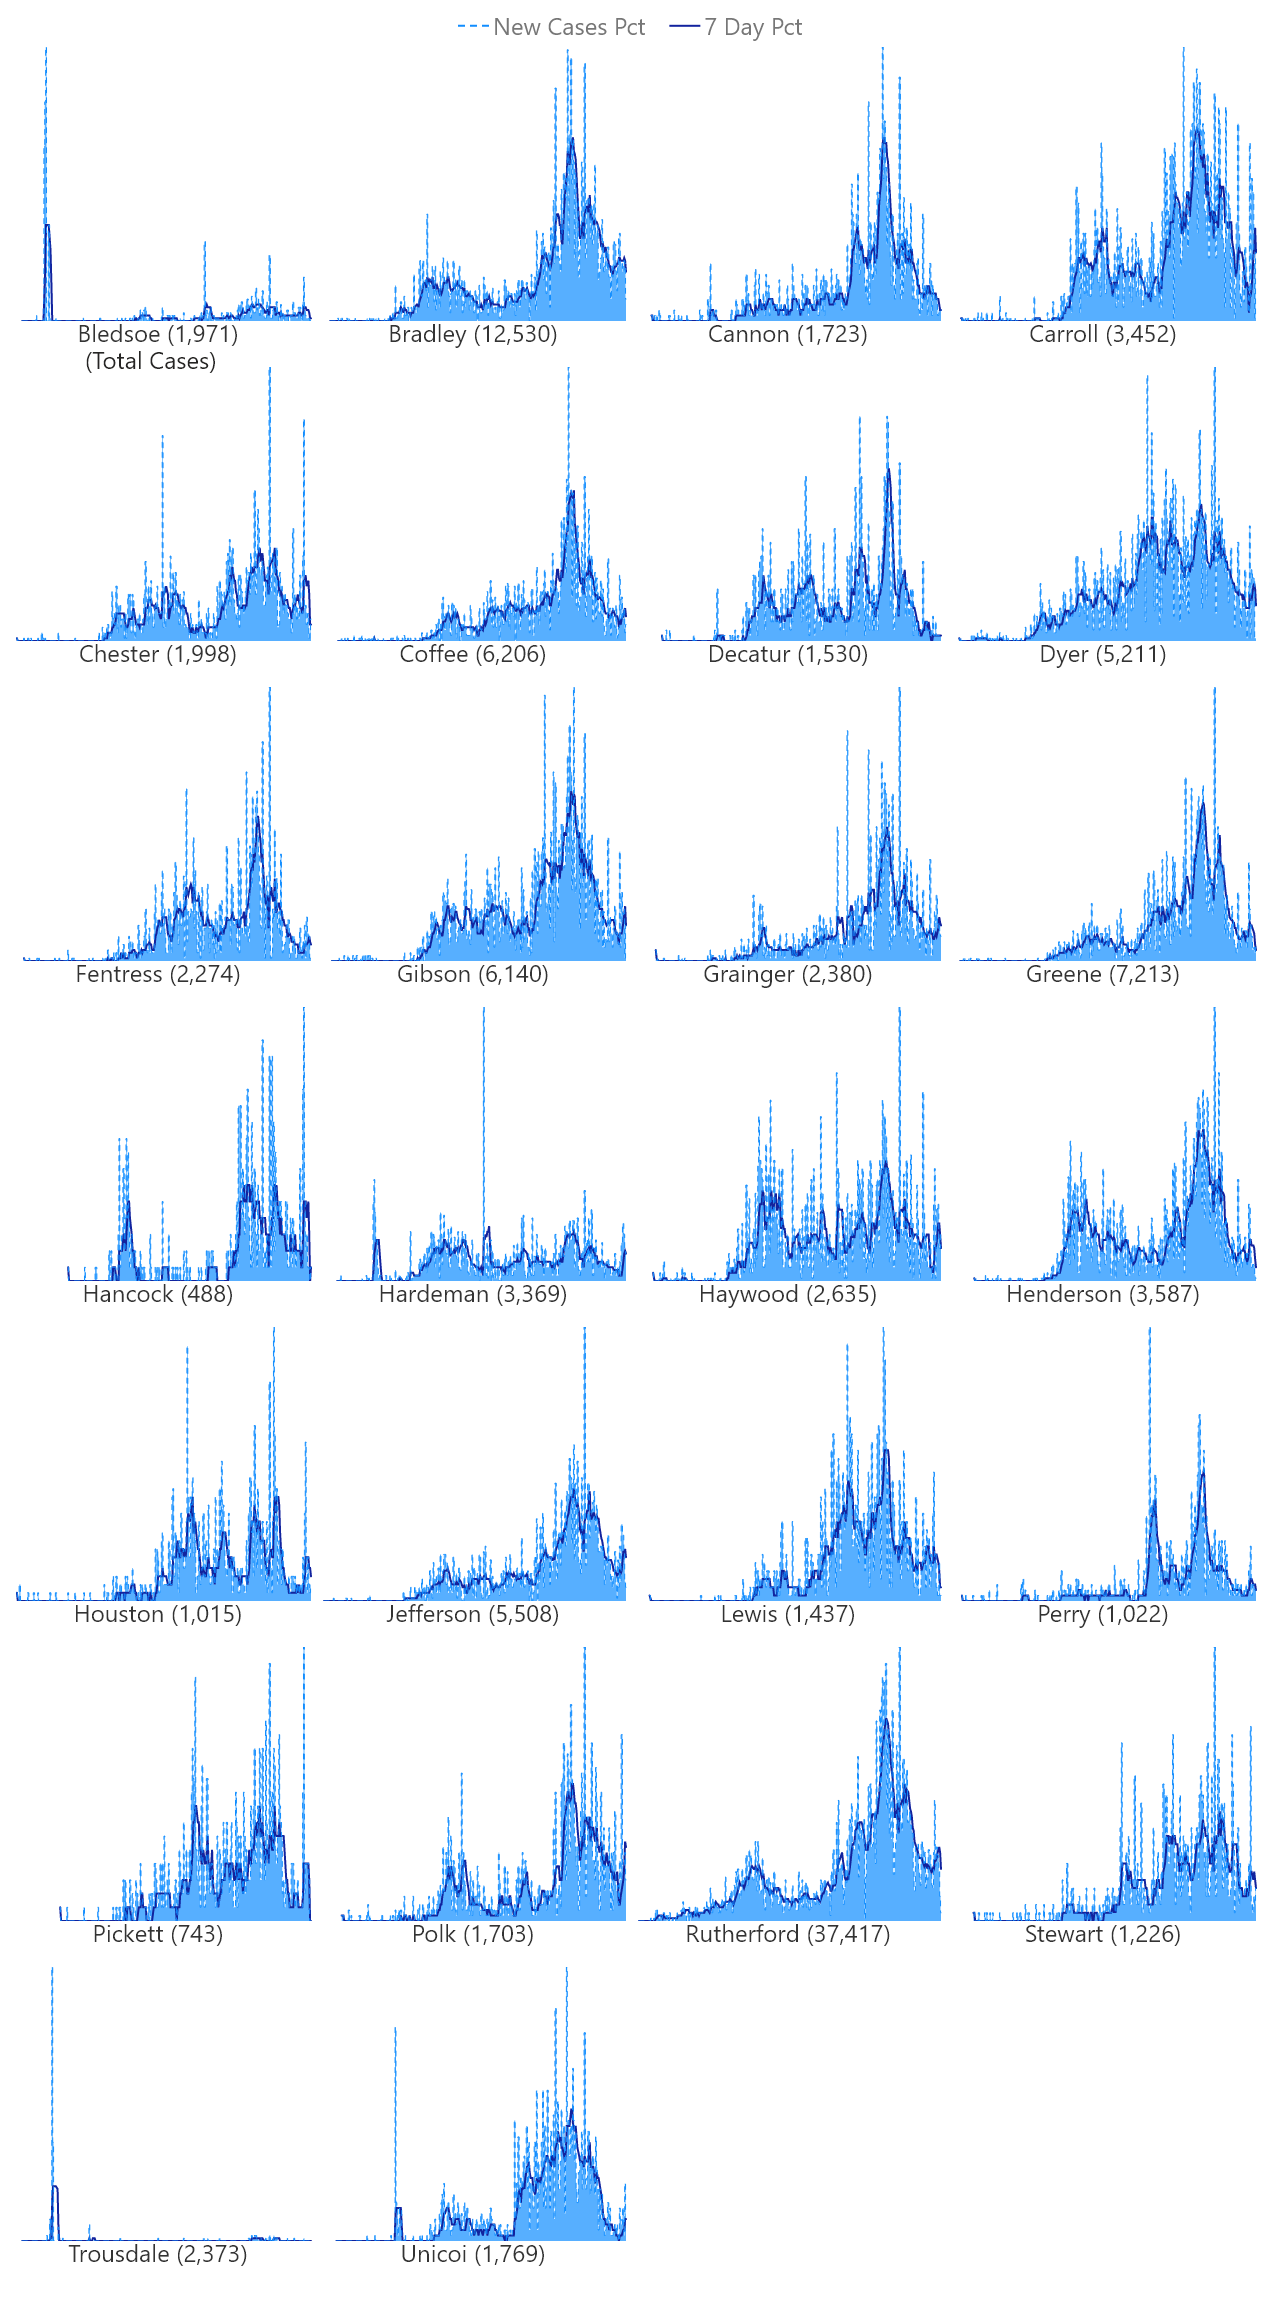 New Cases Pct 7 Day Pct
Bledsoe (1,971) Bradley (12,530) Cannon (1,723) Carroll (3,452)
(Total Cases)
Chester (1,998) Coffee (6,206) Decatur (1,530) Dyer (5,211)
Fentress (2,274) Gibson (6,140) Grainger (2,380) Greene (7,213)
Hancock (488) Hardeman (3,369) Haywood (2,635) Henderson (3,587)
Houston (1,015) Jefferson (5,508) Lewis (1,437) Perry (1,022)
Pickett (743) Polk (1,703) Rutherford (37,417) Stewart (1,226)
Trousdale (2,373) Unicoi (1,769)